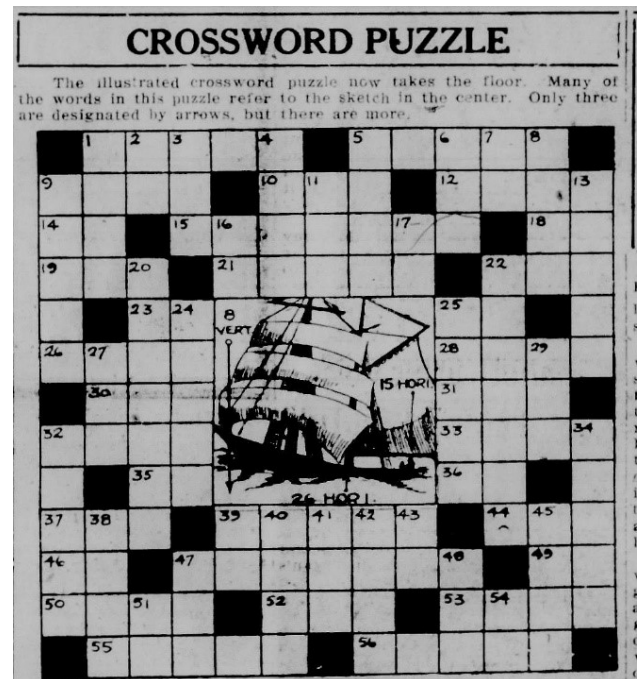 CROSSWORD PUZZLE
The illustrated crossword puzzle now takes the floor. Many of
the words in this puzzle refer to the sketch in the center. Only three
are designated by arrows, but there are more.
1 2 3 4 5 6 7 8
9 10 11 12 13
14 15 16 17 18
19 20 21 22
23 24 8 VERT. 25
26 27 28 29
30 15 HORI. 31
32 33 34
35 26 HORI. 36
37 38 39 40 41 42 43 44 45
46 47 48 49
50 51 52 53 54
55 56